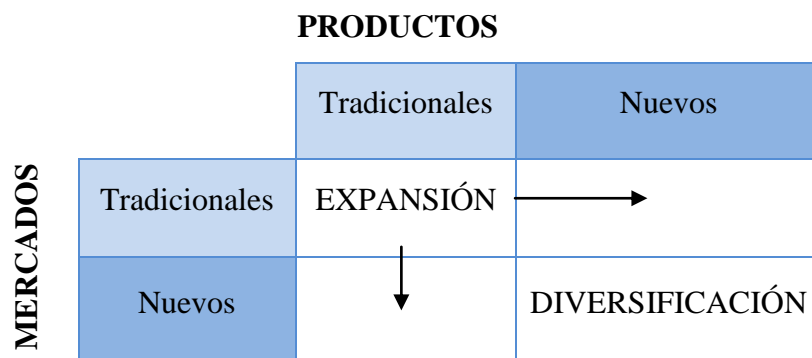 PRODUCTOS
Tradicionales Nuevos
MERCADOS
Tradicionales EXPANSIÓN
Nuevos DIVERSIFICACIÓN